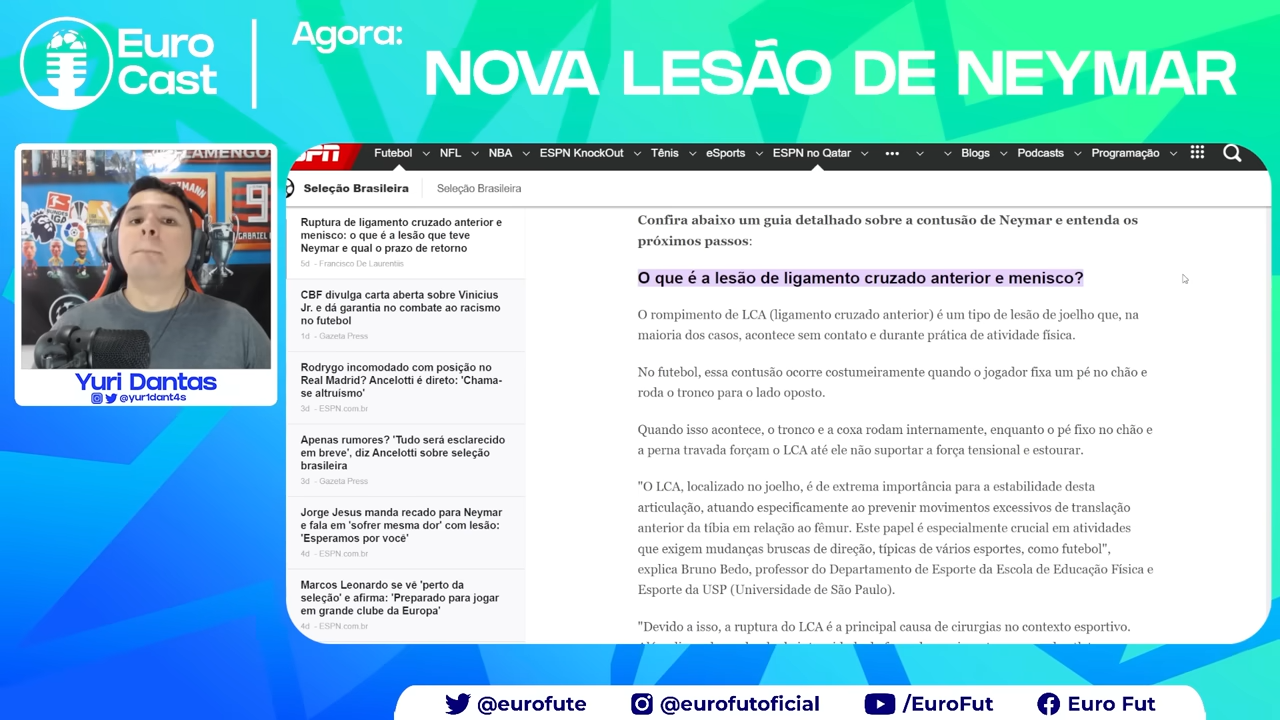 Euro
Cast
Agora:
NOVA LESÃO DE NEYMAR
FLAMENGO
GABRIEL
Yuri Dantas
@yur1dant4s
Futebol
NFL
NBA
ESPN KnockOut
Tênis
eSports
ESPN no Qatar
Blogs
Podcasts
Programação
Seleção Brasileira
Seleção Brasileira
Ruptura de ligamento cruzado anterior e
menisco: o que é a lesão que teve
Neymar e qual o prazo de retorno
5d - Francisco De Laurentiis
CBF divulga carta aberta sobre Vinicius
Jr. e dá garantia no combate ao racismo
no futebol
1d - Gazeta Press
Rodrygo incomodado com posição no
Real Madrid? Ancelotti é direto: 'Chama-
se altruísmo'
3d - ESPN.com.br
Apenas rumores? 'Tudo será esclarecido
em breve', diz Ancelotti sobre seleção
brasileira
3d - Gazeta Press
Jorge Jesus manda recado para Neymar
e fala em 'sofrer mesma dor' com lesão:
'Esperamos por você'
4d - ESPN.com.br
Marcos Leonardo se vê 'perto da
seleção' e afirma: 'Preparado para jogar
em grande clube da Europa'
4d - ESPN.com.br
Confira abaixo um guia detalhado sobre a contusão de Neymar e entenda os
próximos passos:
O que é a lesão de ligamento cruzado anterior e menisco?
O rompimento de LCA (ligamento cruzado anterior) é um tipo de lesão de joelho que, na
maioria dos casos, acontece sem contato e durante prática de atividade física.
No futebol, essa contusão ocorre costumeiramente quando o jogador fixa um pé no chão e
roda o tronco para o lado oposto.
Quando isso acontece, o tronco e a coxa rodam internamente, enquanto o pé fixo no chão e
a perna travada forçam o LCA até ele não suportar a força tensional e estourar.
"O LCA, localizado no joelho, é de extrema importância para a estabilidade desta
articulação, atuando especificamente ao prevenir movimentos excessivos de translação
anterior da tíbia em relação ao fêmur. Este papel é especialmente crucial em atividades
que exigem mudanças bruscas de direção, típicas de vários esportes, como futebol",
explica Bruno Bedo, professor do Departamento de Esporte da Escola de Educação Física e
Esporte da USP (Universidade de São Paulo).
"Devido a isso, a ruptura do LCA é a principal causa de cirurgias no contexto esportivo.
@eurofute
@eurofutoficial
/EuroFut
Euro Fut